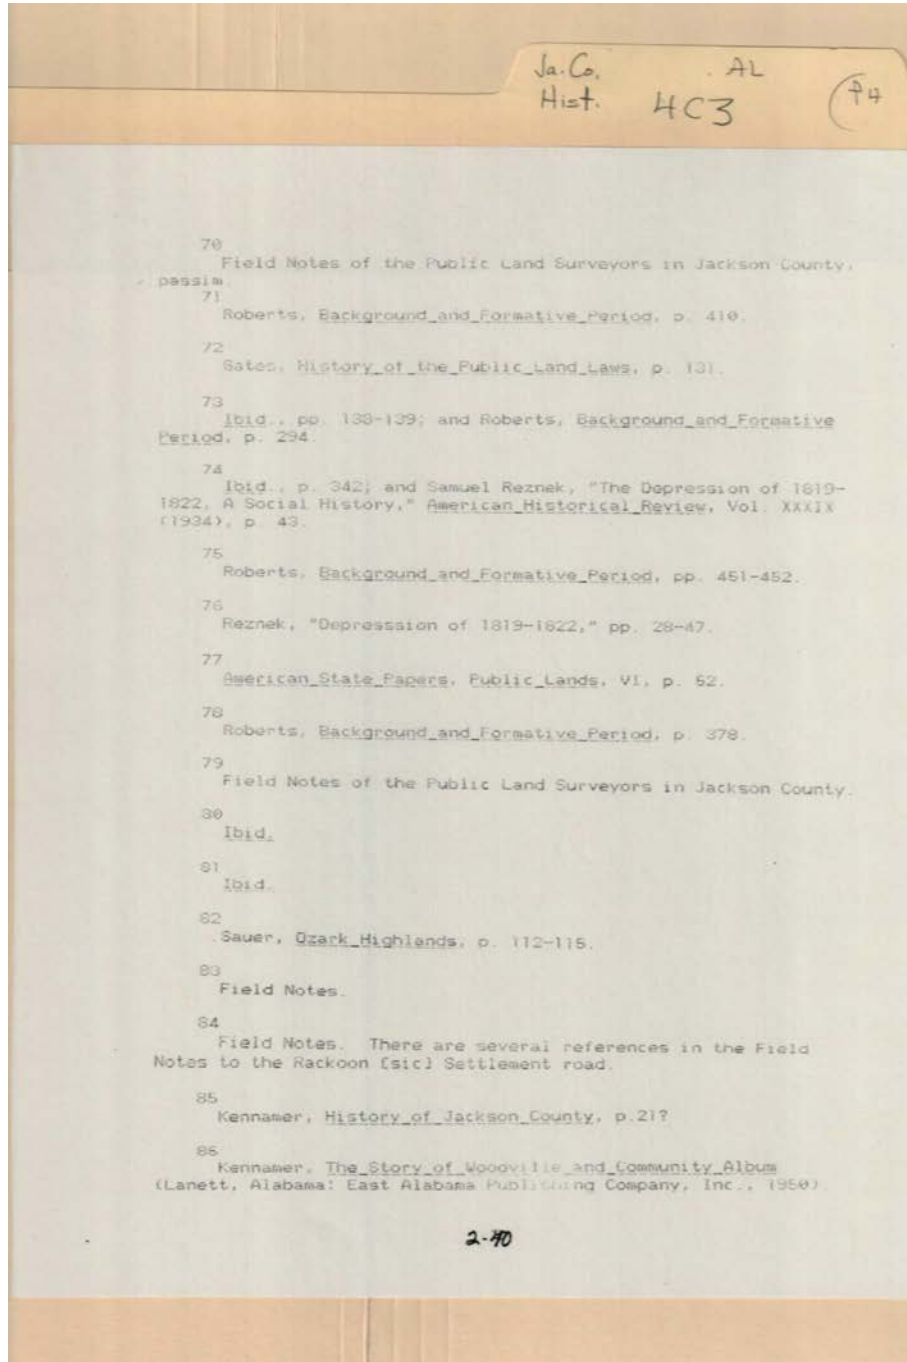 Ja. Co. AL
Hist. 4C3 P4
70
Field Notes of the Public Land Surveyors in Jackson County,
passim.
71
Roberts, Background and Formative Period, p. 410.
72
Gates, History of the Public Land Laws, p. 131.
73
Ibid., pp. 138-139; and Roberts, Background and Formative
Period, p. 294.
74
Ibid., p. 342; and Samuel Reznek, "The Depression of 1819-
1822, A Social History," American Historical Review, Vol. XXXIX
(1934), p. 43.
75
Roberts, Background and Formative Period, pp. 451-452.
76
Reznek, "Depresssion of 1819-1822," pp. 28-47.
77
American State Papers, Public Lands, VI, p. 62.
78
Roberts, Background and Formative Period, p. 378.
79
Field Notes of the Public Land Surveyors in Jackson County.
80
Ibid.
81
Ibid.
82
Sauer, Ozark Highlands, p. 112-115.
83
Field Notes.
84
Field Notes. There are several references in the Field
Notes to the Rackoon [sic] Settlement road.
85
Kennamer, History of Jackson County, p.21?
86
Kennamer, The Story of Woodville and Community Album
(Lanett, Alabama: East Alabama Publishing Company, Inc., 1950).
2-40